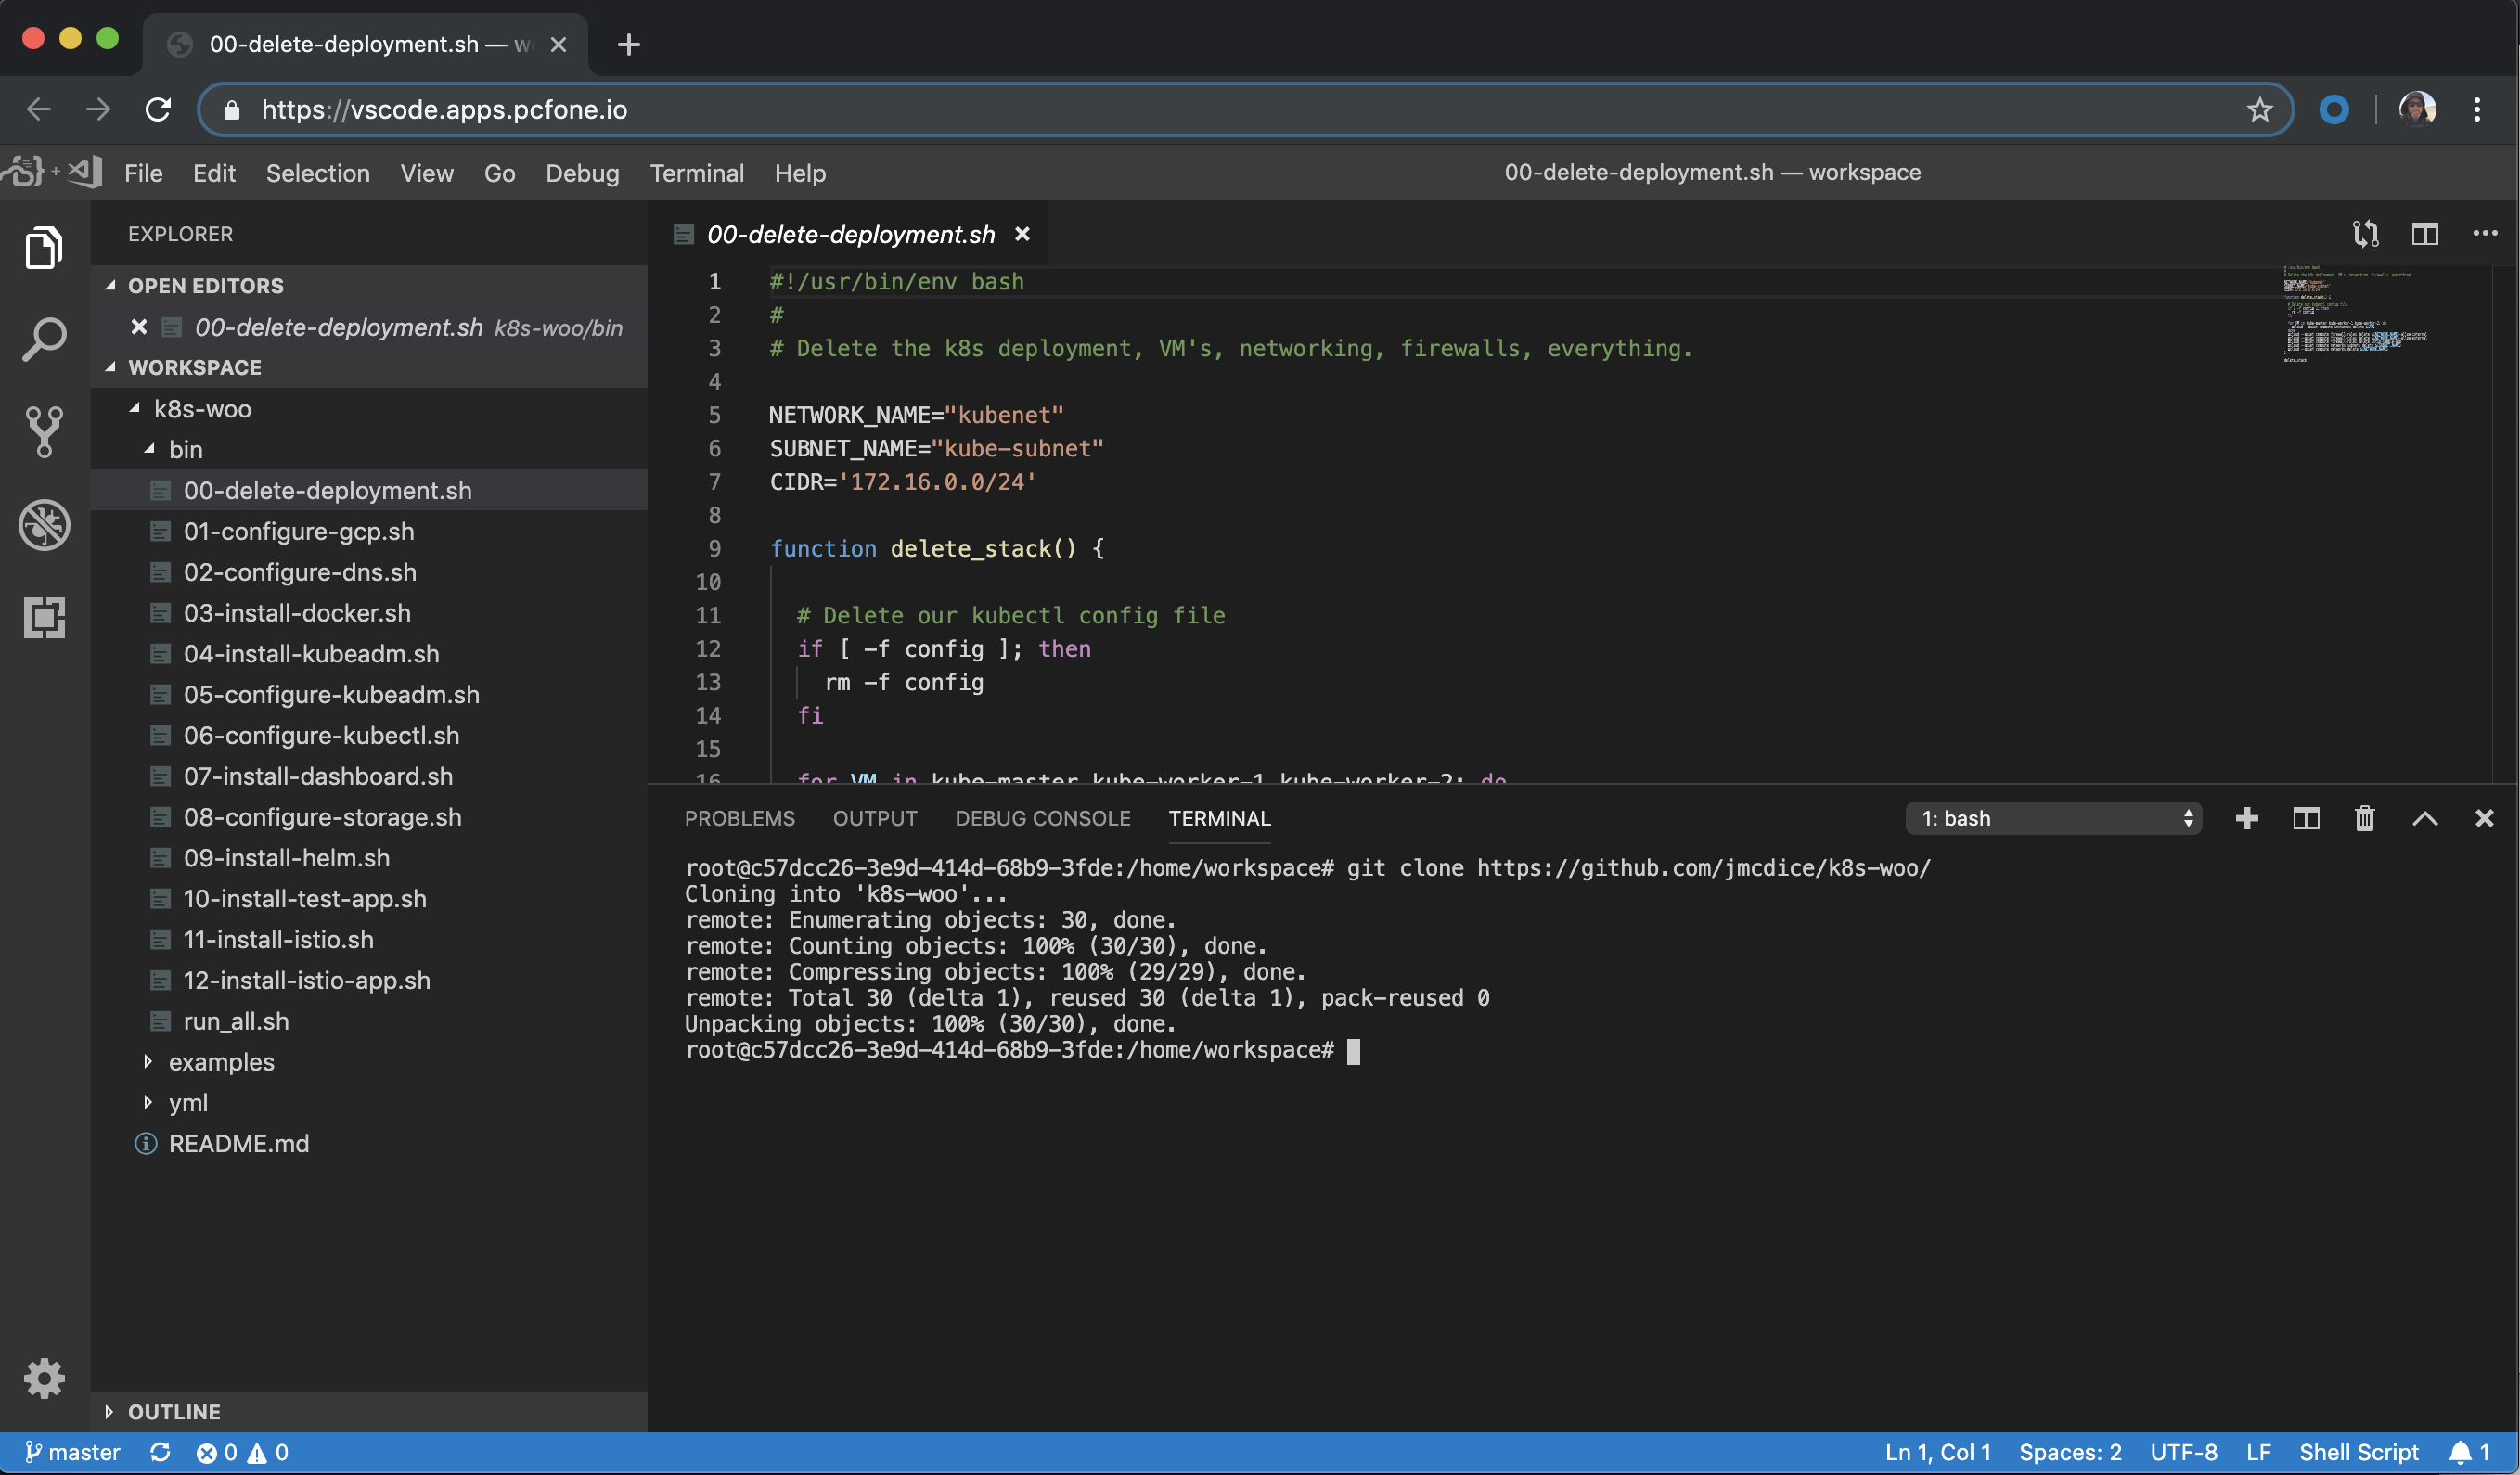 00-delete-deployment.sh — w
https://vscode.apps.pcfone.io
File Edit Selection View Go Debug Terminal Help
00-delete-deployment.sh — workspace
EXPLORER
OPEN EDITORS
00-delete-deployment.sh k8s-woo/bin
WORKSPACE
k8s-woo
bin
00-delete-deployment.sh
01-configure-gcp.sh
02-configure-dns.sh
03-install-docker.sh
04-install-kubeadm.sh
05-configure-kubeadm.sh
06-configure-kubectl.sh
07-install-dashboard.sh
08-configure-storage.sh
09-install-helm.sh
10-install-test-app.sh
11-install-istio.sh
12-install-istio-app.sh
run_all.sh
examples
yml
README.md
OUTLINE
00-delete-deployment.sh
1 #!/usr/bin/env bash
2 #
3 # Delete the k8s deployment, VM's, networking, firewalls, everything.
4
5 NETWORK_NAME="kubenet"
6 SUBNET_NAME="kube-subnet"
7 CIDR='172.16.0.0/24'
8
9 function delete_stack() {
10
11 # Delete our kubectl config file
12 if [ -f config ]; then
13 rm -f config
14 fi
15
16 for VM in kube-master kube-worker-1 kube-worker-2; do
PROBLEMS OUTPUT DEBUG CONSOLE TERMINAL
1: bash
root@c57dcc26-3e9d-414d-68b9-3fde:/home/workspace# git clone https://github.com/jmcdice/k8s-woo/
Cloning into 'k8s-woo'...
remote: Enumerating objects: 30, done.
remote: Counting objects: 100% (30/30), done.
remote: Compressing objects: 100% (29/29), done.
remote: Total 30 (delta 1), reused 30 (delta 1), pack-reused 0
Unpacking objects: 100% (30/30), done.
root@c57dcc26-3e9d-414d-68b9-3fde:/home/workspace#
master 0 0
Ln 1, Col 1 Spaces: 2 UTF-8 LF Shell Script 1